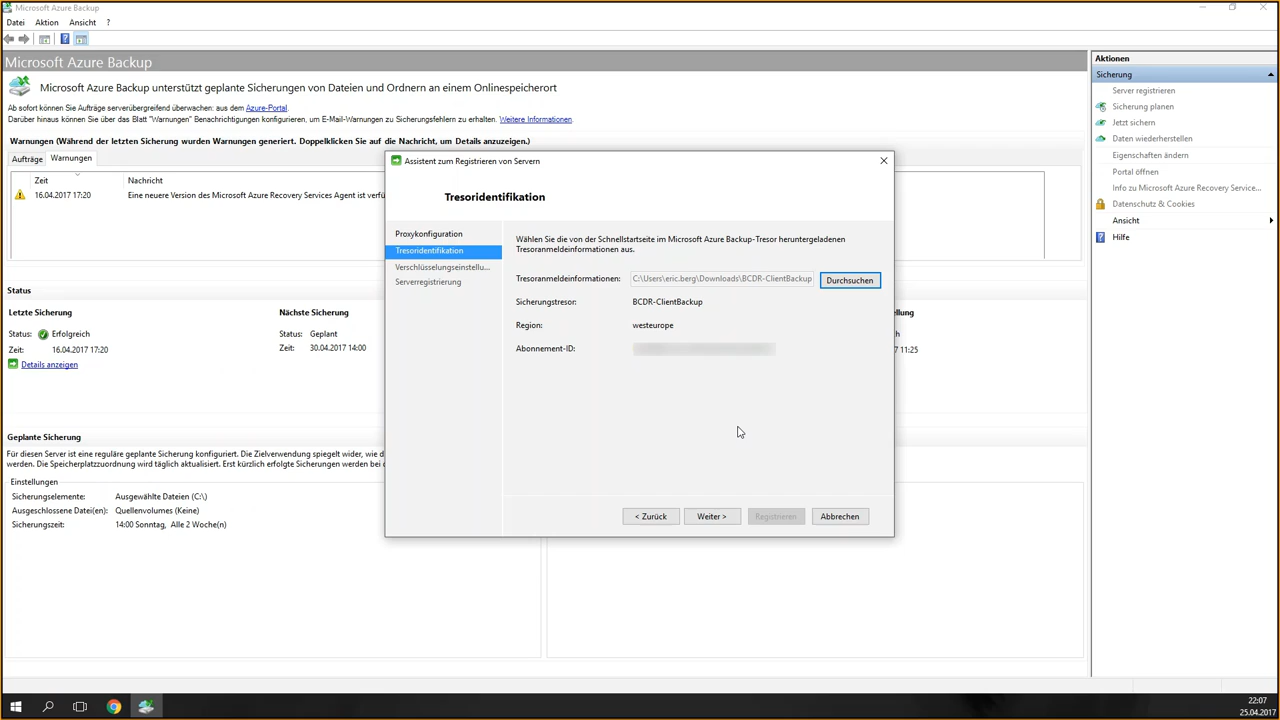 Microsoft Azure Backup
Datei Aktion Ansicht ?
Microsoft Azure Backup
Microsoft Azure Backup unterstützt geplante Sicherungen von Dateien und Ordnern an einem Onlinespeicherort
Ab sofort können Sie Aufträge serverübergreifend überwachen: aus dem Azure-Portal.
Darüber hinaus können Sie über das Blatt "Warnungen" Benachrichtigungen konfigurieren, um E-Mail-Warnungen zu Sicherungsfehlern zu erhalten. Weitere Informationen.
Warnungen (Während der letzten Sicherung wurden Warnungen generiert. Doppelklicken Sie auf die Nachricht, um Details anzuzeigen.)
Aufträge Warnungen
Zeit Nachricht
16.04.2017 17:20 Eine neuere Version des Microsoft Azure Recovery Services Agent ist verfü
Status
Letzte Sicherung
Status: Erfolgreich
Zeit: 16.04.2017 17:20
Details anzeigen
Nächste Sicherung
Status: Geplant
Zeit: 30.04.2017 14:00
ellung
5 11:25
Geplante Sicherung
Für diesen Server ist eine reguläre geplante Sicherung konfiguriert. Die Zielverwendung spiegelt wider, wie d
werden. Die Speicherplatzzuordnung wird täglich aktualisiert. Erst kürzlich erfolgte Sicherungen werden bei d
Einstellungen
Sicherungselemente: Ausgewählte Dateien (C:\)
Ausgeschlossene Datei(en): Quellenvolumes (Keine)
Sicherungszeit: 14:00 Sonntag, Alle 2 Woche(n)
Assistent zum Registrieren von Servern
Tresoridentifikation
Proxykonfiguration
Tresoridentifikation
Verschlüsselungseinstellu...
Serverregistrierung
Wählen Sie die von der Schnellstartseite im Microsoft Azure Backup-Tresor heruntergeladenen
Tresoranmeldeinformationen aus.
Tresoranmeldeinformationen: C:\Users\eric.berg\Downloads\BCDR-ClientBackup Durchsuchen
Sicherungstresor: BCDR-ClientBackup
Region: westeurope
Abonnement-ID:
< Zurück Weiter > Registrieren Abbrechen
Aktionen
Sicherung
Server registrieren
Sicherung planen
Jetzt sichern
Daten wiederherstellen
Eigenschaften ändern
Portal öffnen
Info zu Microsoft Azure Recovery Service...
Datenschutz & Cookies
Ansicht
Hilfe
22:07
25.04.2017